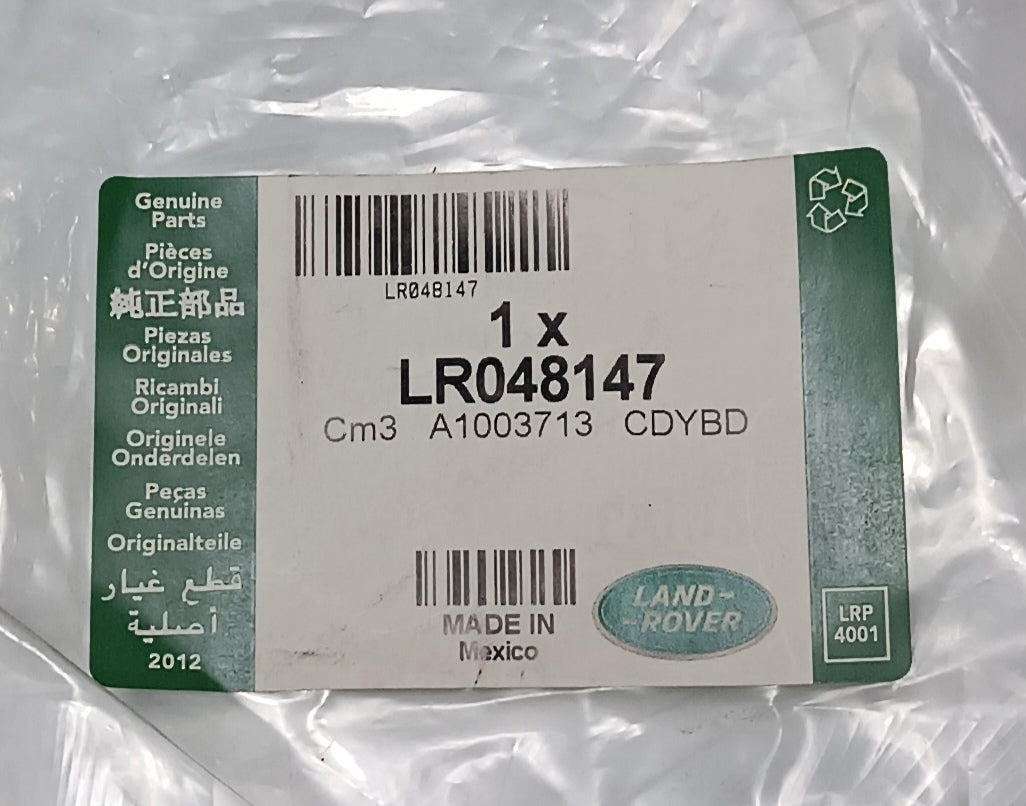 Genuine
Parts
Pièces
d'Origine
純正部品
Piezas
Originales
Ricambi
Originali
Originele
Onderdelen
Peças
Genuinas
Originalteile
قطع غيار
أصلية
2012
LR048147
1 x
LR048147
Cm3 A1003713 CDYBD
MADE IN
Mexico
LAND-
-ROVER
LRP
4001